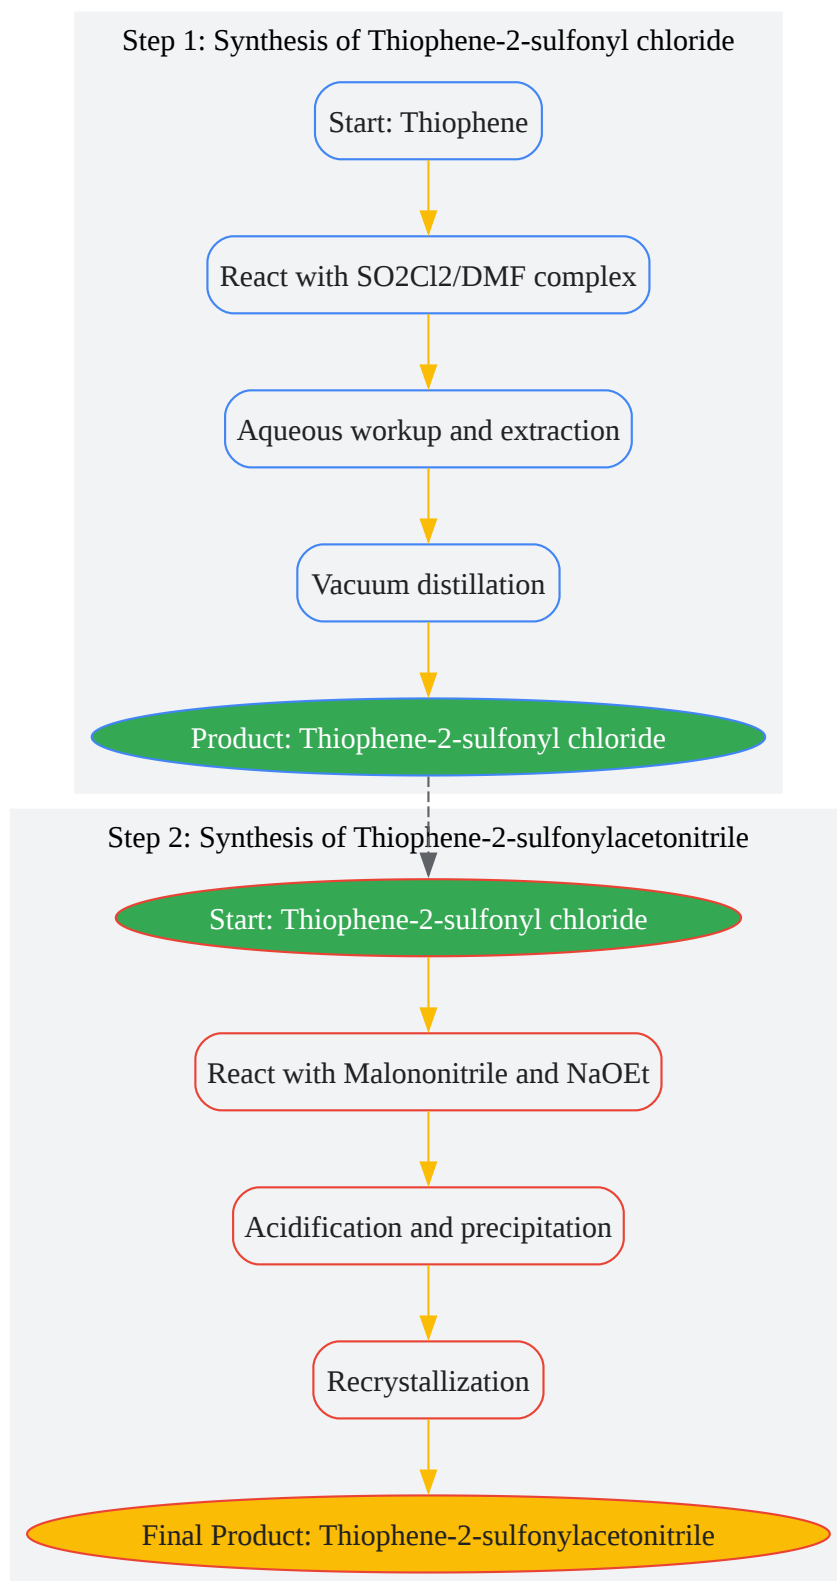 Step 1: Synthesis of Thiophene-2-sulfonyl chloride
Start: Thiophene
React with SO2Cl2/DMF complex
Aqueous workup and extraction
Vacuum distillation
Product: Thiophene-2-sulfonyl chloride
Step 2: Synthesis of Thiophene-2-sulfonylacetonitrile
Start: Thiophene-2-sulfonyl chloride
React with Malononitrile and NaOEt
Acidification and precipitation
Recrystallization
Final Product: Thiophene-2-sulfonylacetonitrile